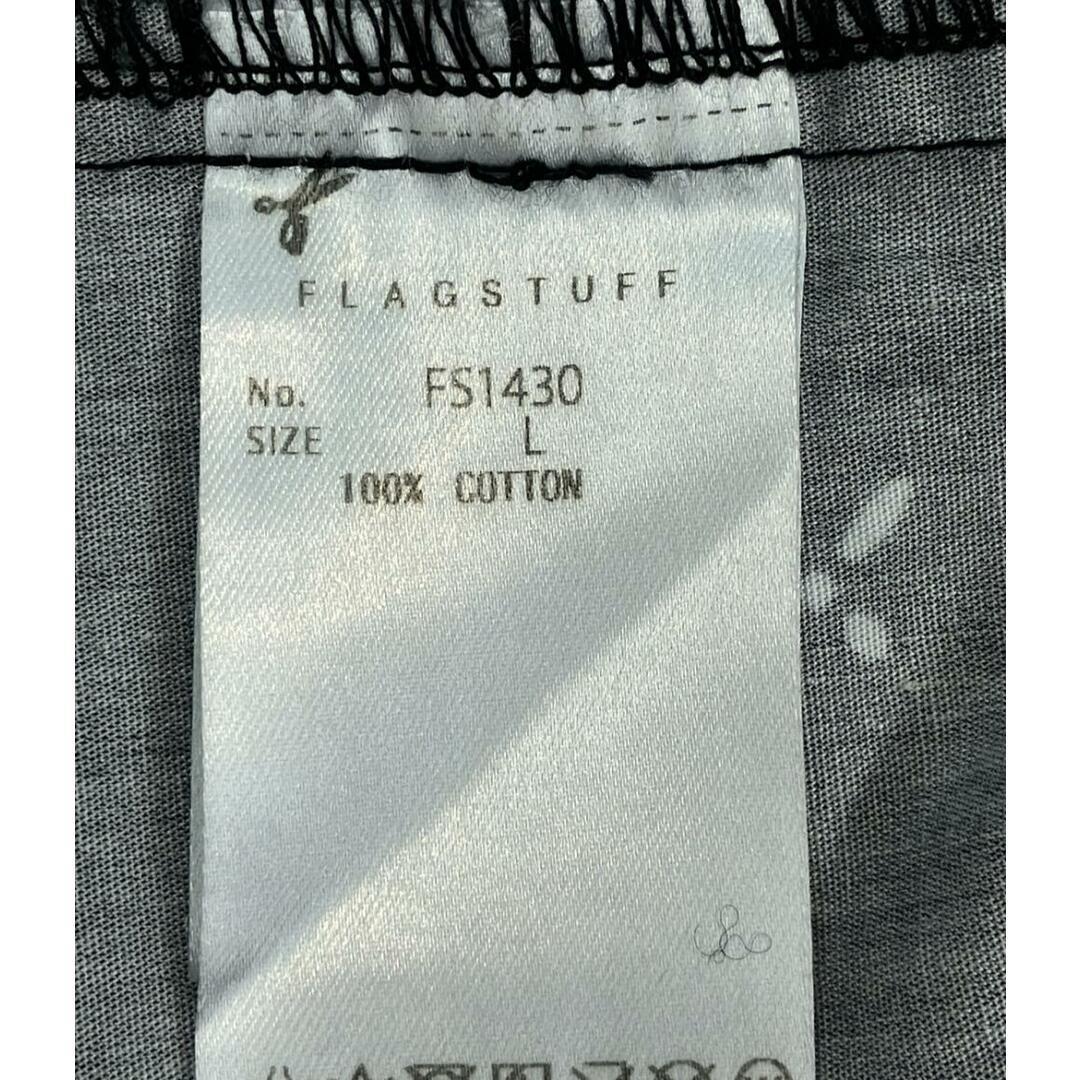 FLAGSTUFF
No. FS1430
SIZE L
100% COTTON